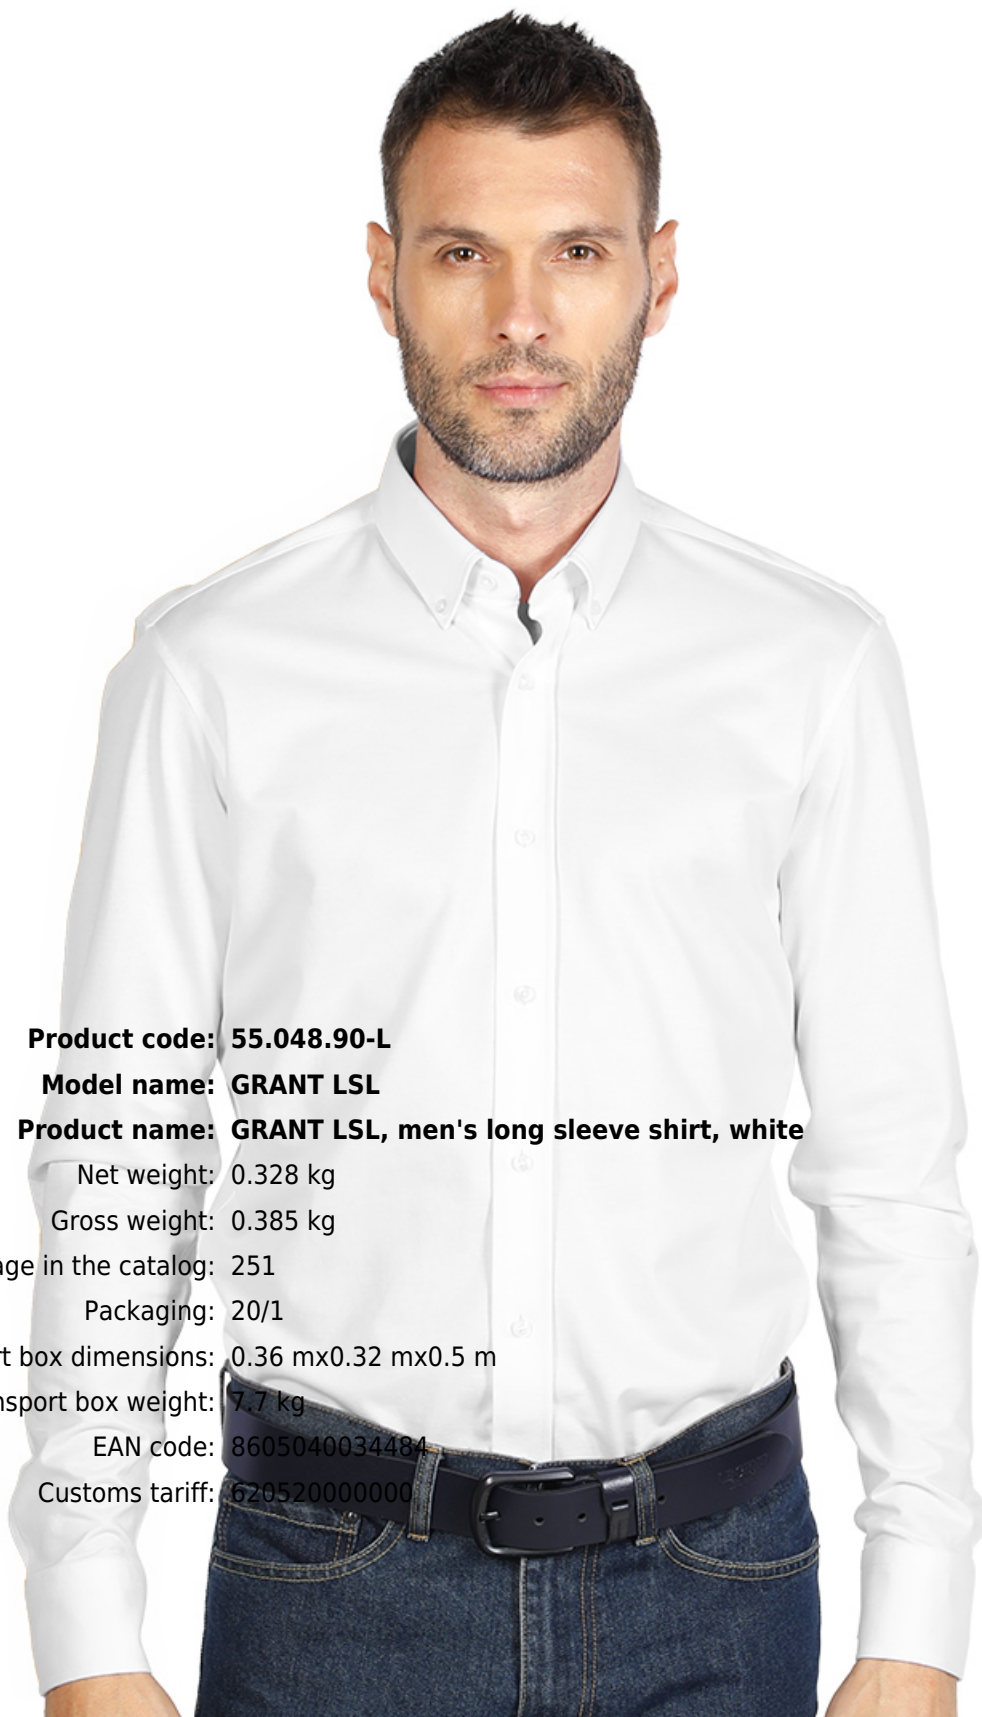 Product code: 55.048.90-L
Model name: GRANT LSL
Product name: GRANT LSL, men's long sleeve shirt, white
Net weight: 0.328 kg
Gross weight: 0.385 kg
age in the catalog: 251
Packaging: 20/1
rt box dimensions: 0.36 mx0.32 mx0.5 m
nsport box weight: 7.7 kg
EAN code: 8605040034484
Customs tariff: 620520000000